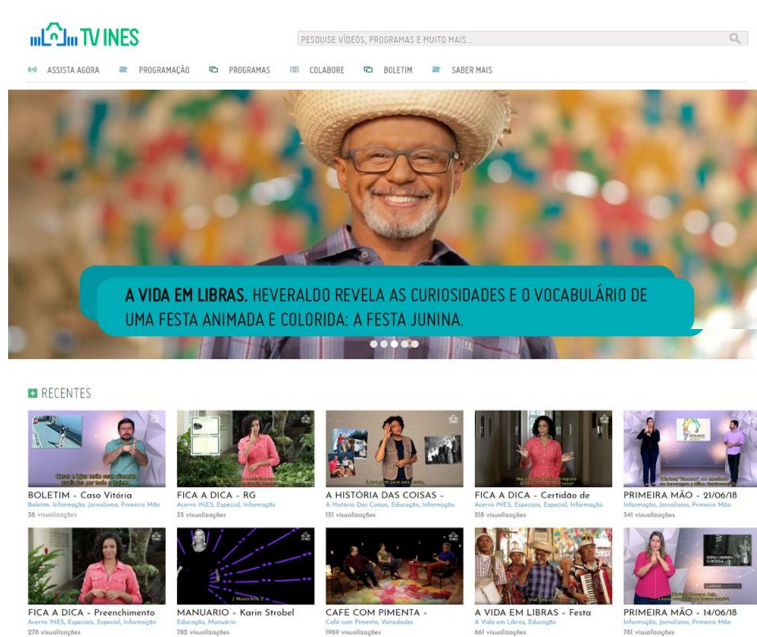 TV INES
PESQUISE VÍDEOS, PROGRAMAS E MUITO MAIS...
ASSISTA AGORA PROGRAMAÇÃO PROGRAMAS COLABORE BOLETIM SABER MAIS
A VIDA EM LIBRAS. HEVERALDO REVELA AS CURIOSIDADES E O VOCABULÁRIO DE
UMA FESTA ANIMADA E COLORIDA: A FESTA JUNINA.
RECENTES
BOLETIM - Caso Vitória
Boletim, Informação, Jornalismo, Primeira Mão
38 visualizações
FICA A DICA - RG
Acervo INES, Especial, Informação
35 visualizações
A HISTÓRIA DAS COISAS -
A História Das Coisas, Educação, Informação
151 visualizações
FICA A DICA - Certidão de
Acervo INES, Especiais, Especial, Informação
218 visualizações
PRIMEIRA MÃO - 21/06/18
Informação, Jornalismo, Primeira Mão
341 visualizações
FICA A DICA - Preenchimento
Acervo INES, Especiais, Especial, Informação
278 visualizações
MANUARIO - Karin Strobel
Educação, Manuário
782 visualizações
CAFE COM PIMENTA -
Café com Pimenta, Variedades
1969 visualizações
A VIDA EM LIBRAS - Festa
A Vida em Libras, Educação
661 visualizações
PRIMEIRA MÃO - 14/06/18
Informação, Jornalismo, Primeira Mão
781 visualizações